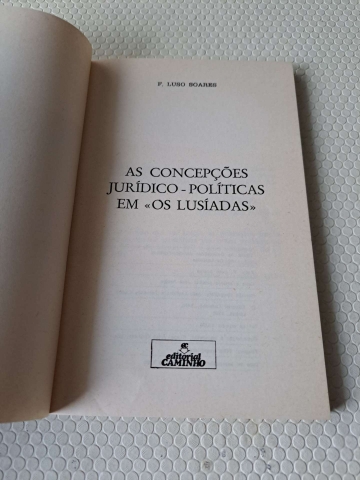 F. LUSO SOARES
AS CONCEPÇÕES
JURÍDICO-POLÍTICAS
EM «OS LUSÍADAS»
editorial
CAMINHO